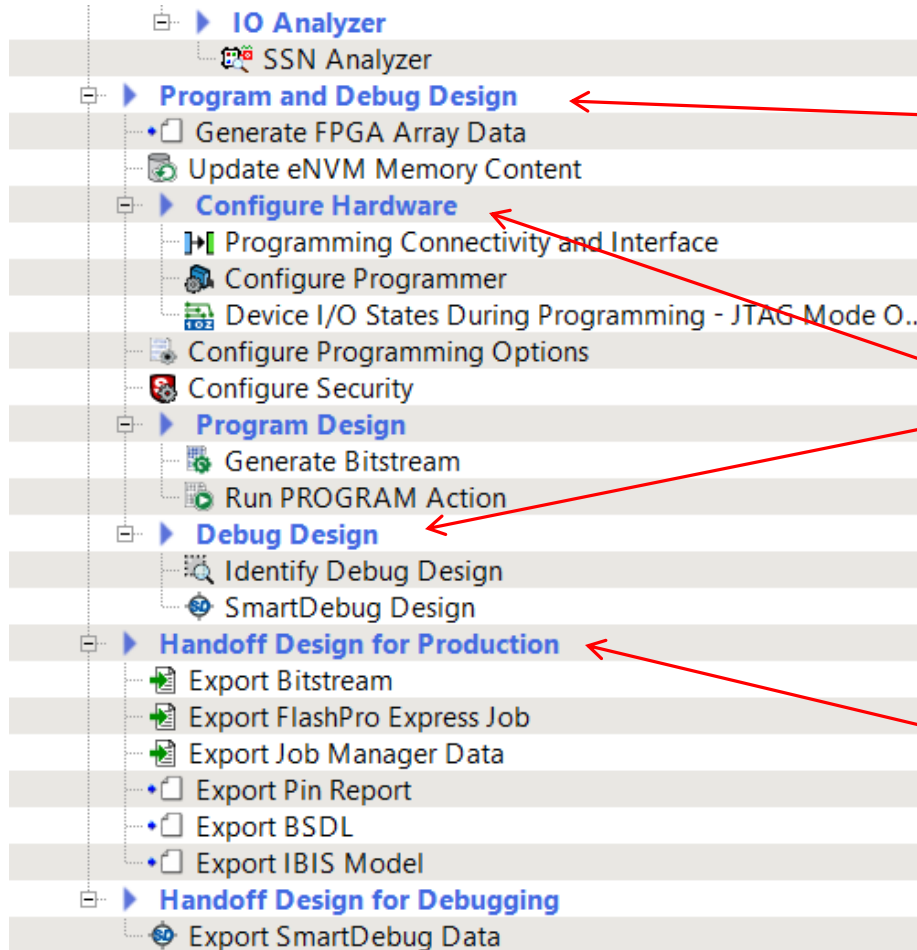 IO Analyzer
SSN Analyzer
Program and Debug Design
Generate FPGA Array Data
Update eNVM Memory Content
Configure Hardware
Programming Connectivity and Interface
Configure Programmer
Device I/O States During Programming - JTAG Mode O...
Configure Programming Options
Configure Security
Program Design
Generate Bitstream
Run PROGRAM Action
Debug Design
Identify Debug Design
SmartDebug Design
Handoff Design for Production
Export Bitstream
Export FlashPro Express Job
Export Job Manager Data
Export Pin Report
Export BSDL
Export IBIS Model
Handoff Design for Debugging
Export SmartDebug Data